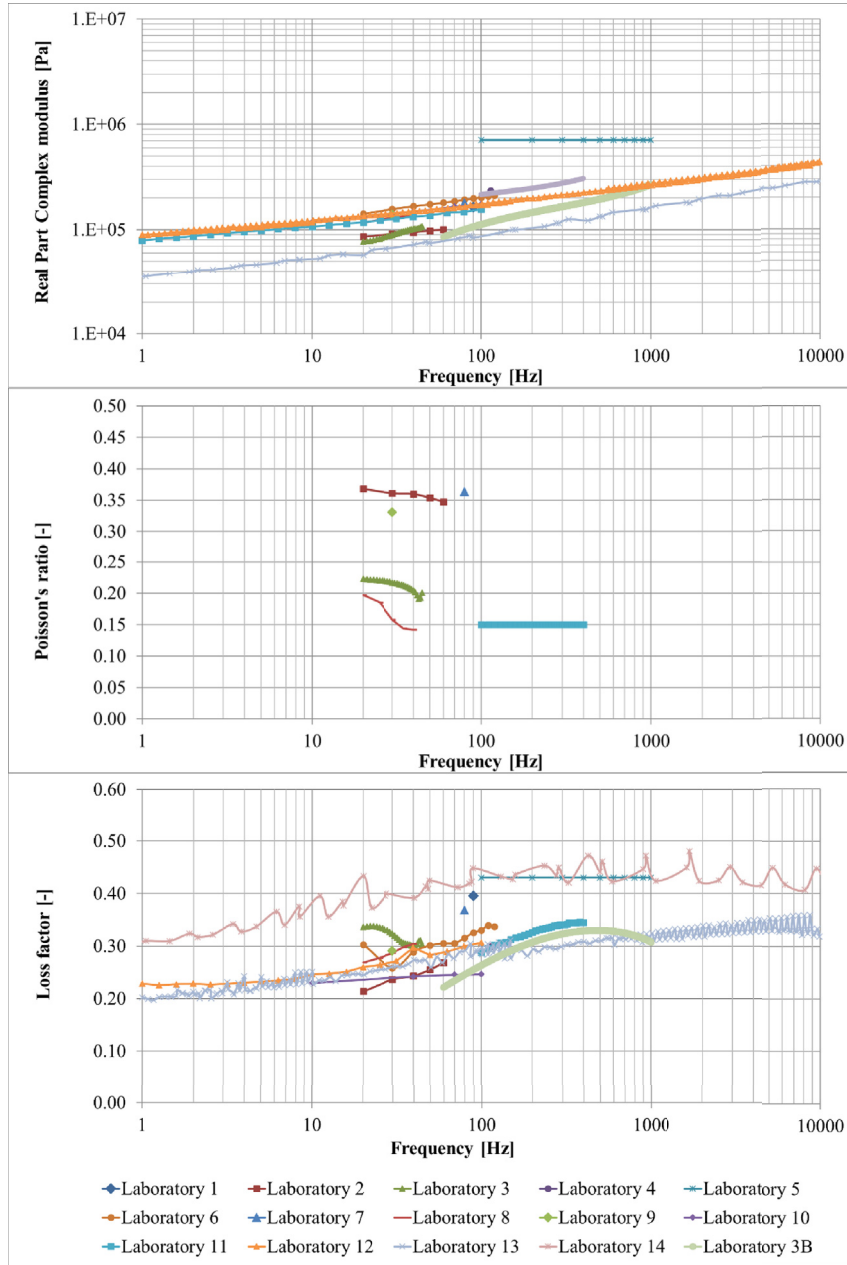 Real Part Complex modulus [Pa]
1.E+07
1.E+06
1.E+05
1.E+04
1 10 100 1000 10000
Frequency [Hz]
Poisson's ratio [-]
0.50
0.45
0.40
0.35
0.30
0.25
0.20
0.15
0.10
0.05
0.00
1 10 100 1000 10000
Frequency [Hz]
Loss factor [-]
0.60
0.50
0.40
0.30
0.20
0.10
0.00
1 10 100 1000 10000
Frequency [Hz]
Laboratory 1 Laboratory 2 Laboratory 3 Laboratory 4 Laboratory 5
Laboratory 6 Laboratory 7 Laboratory 8 Laboratory 9 Laboratory 10
Laboratory 11 Laboratory 12 Laboratory 13 Laboratory 14 Laboratory 3B